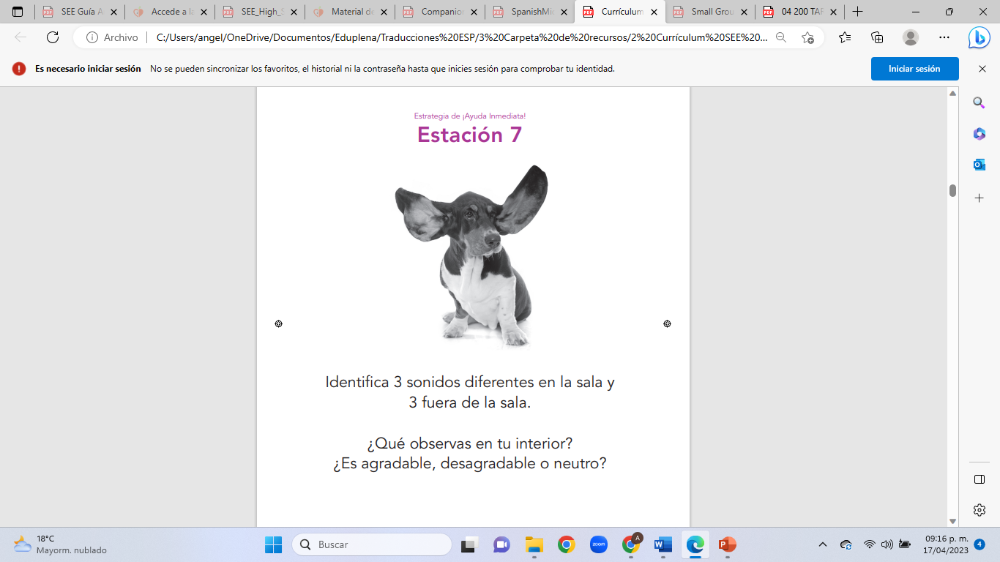 SEE Guía A
Accede a la
SEE_High_S
Material de
Companion
SpanishMi
Currículum
Small Grou
04 200 TAR
Archivo
C:/Users/angel/OneDrive/Documentos/Eduplena/Traducciones%20ESP/3%20Carpeta%20de%20recursos/2%20Currículum%20SEE%20...
Es necesario iniciar sesión No se pueden sincronizar los favoritos, el historial ni la contraseña hasta que inicies sesión para comprobar tu identidad.
Iniciar sesión
Estrategia de ¡Ayuda Inmediata!
Estación 7
Identifica 3 sonidos diferentes en la sala y
3 fuera de la sala.
¿Qué observas en tu interior?
¿Es agradable, desagradable o neutro?
18°C
Mayorm. nublado
Buscar
zoom
A
09:16 p. m.
17/04/2023
4